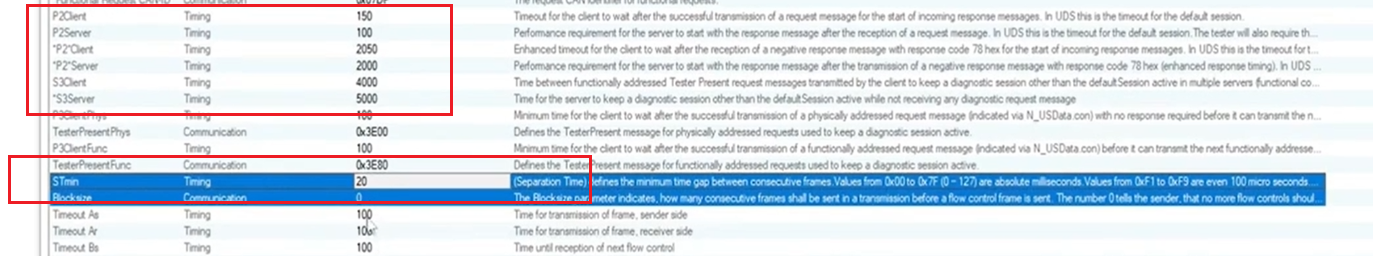 Functional Request CAN-ID Communication 0x07DF The request CAN identifier for functional requests.
P2Client Timing 150 Timeout for the client to wait after the successful transmission of a request message for the start of incoming response messages. In UDS this is the timeout for the default session.
P2Server Timing 100 Performance requirement for the server to start with the response message after the reception of a request message. In UDS this is the timeout for the default session.The tester will also require th...
*P2*Client Timing 2050 Enhanced timeout for the client to wait after the reception of a negative response message with response code 78 hex for the start of incoming response messages. In UDS this is the timeout for t...
*P2*Server Timing 2000 Performance requirement for the server to start with the response message after the transmission of a negative response message with response code 78 hex (enhanced response timing). In UDS ...
S3Client Timing 4000 Time between functionally addressed Tester Present request messages transmitted by the client to keep a diagnostic session other than the defaultSession active in multiple servers (functional co...
*S3Server Timing 5000 Time for the server to keep a diagnostic session other than the defaultSession active while not receiving any diagnostic request message
P3ClientPhys Timing 100 Minimum time for the client to wait after the successful transmission of a physically addressed request message (indicated via N_USData.con) with no response required before it can transmit the n...
TesterPresentPhys Communication 0x3E00 Defines the TesterPresent message for physically addressed requests used to keep a diagnostic session active.
P3ClientFunc Timing 100 Minimum time for the client to wait after the successful transmission of a functionally addressed request message (indicated via N_USData.con) before it can transmit the next functionally addresse...
TesterPresentFunc Communication 0x3E80 Defines the TesterPresent message for functionally addressed requests used to keep a diagnostic session active.
STmin Timing 20 (Separation Time) defines the minimum time gap between consecutive frames.Values from 0x00 to 0x7F (0 - 127) are absolute milliseconds.Values from 0xF1 to 0xF9 are even 100 micro seconds....
Blocksize Communication 0 The Blocksize parameter indicates, how many consecutive frames shall be sent in a transmission before a flow control frame is sent. The number 0 tells the sender, that no more flow controls shoul...
Timeout As Timing 100 Time for transmission of frame, sender side
Timeout Ar Timing 100 Time for transmission of frame, receiver side
Timeout Bs Timing 100 Time until reception of next flow control